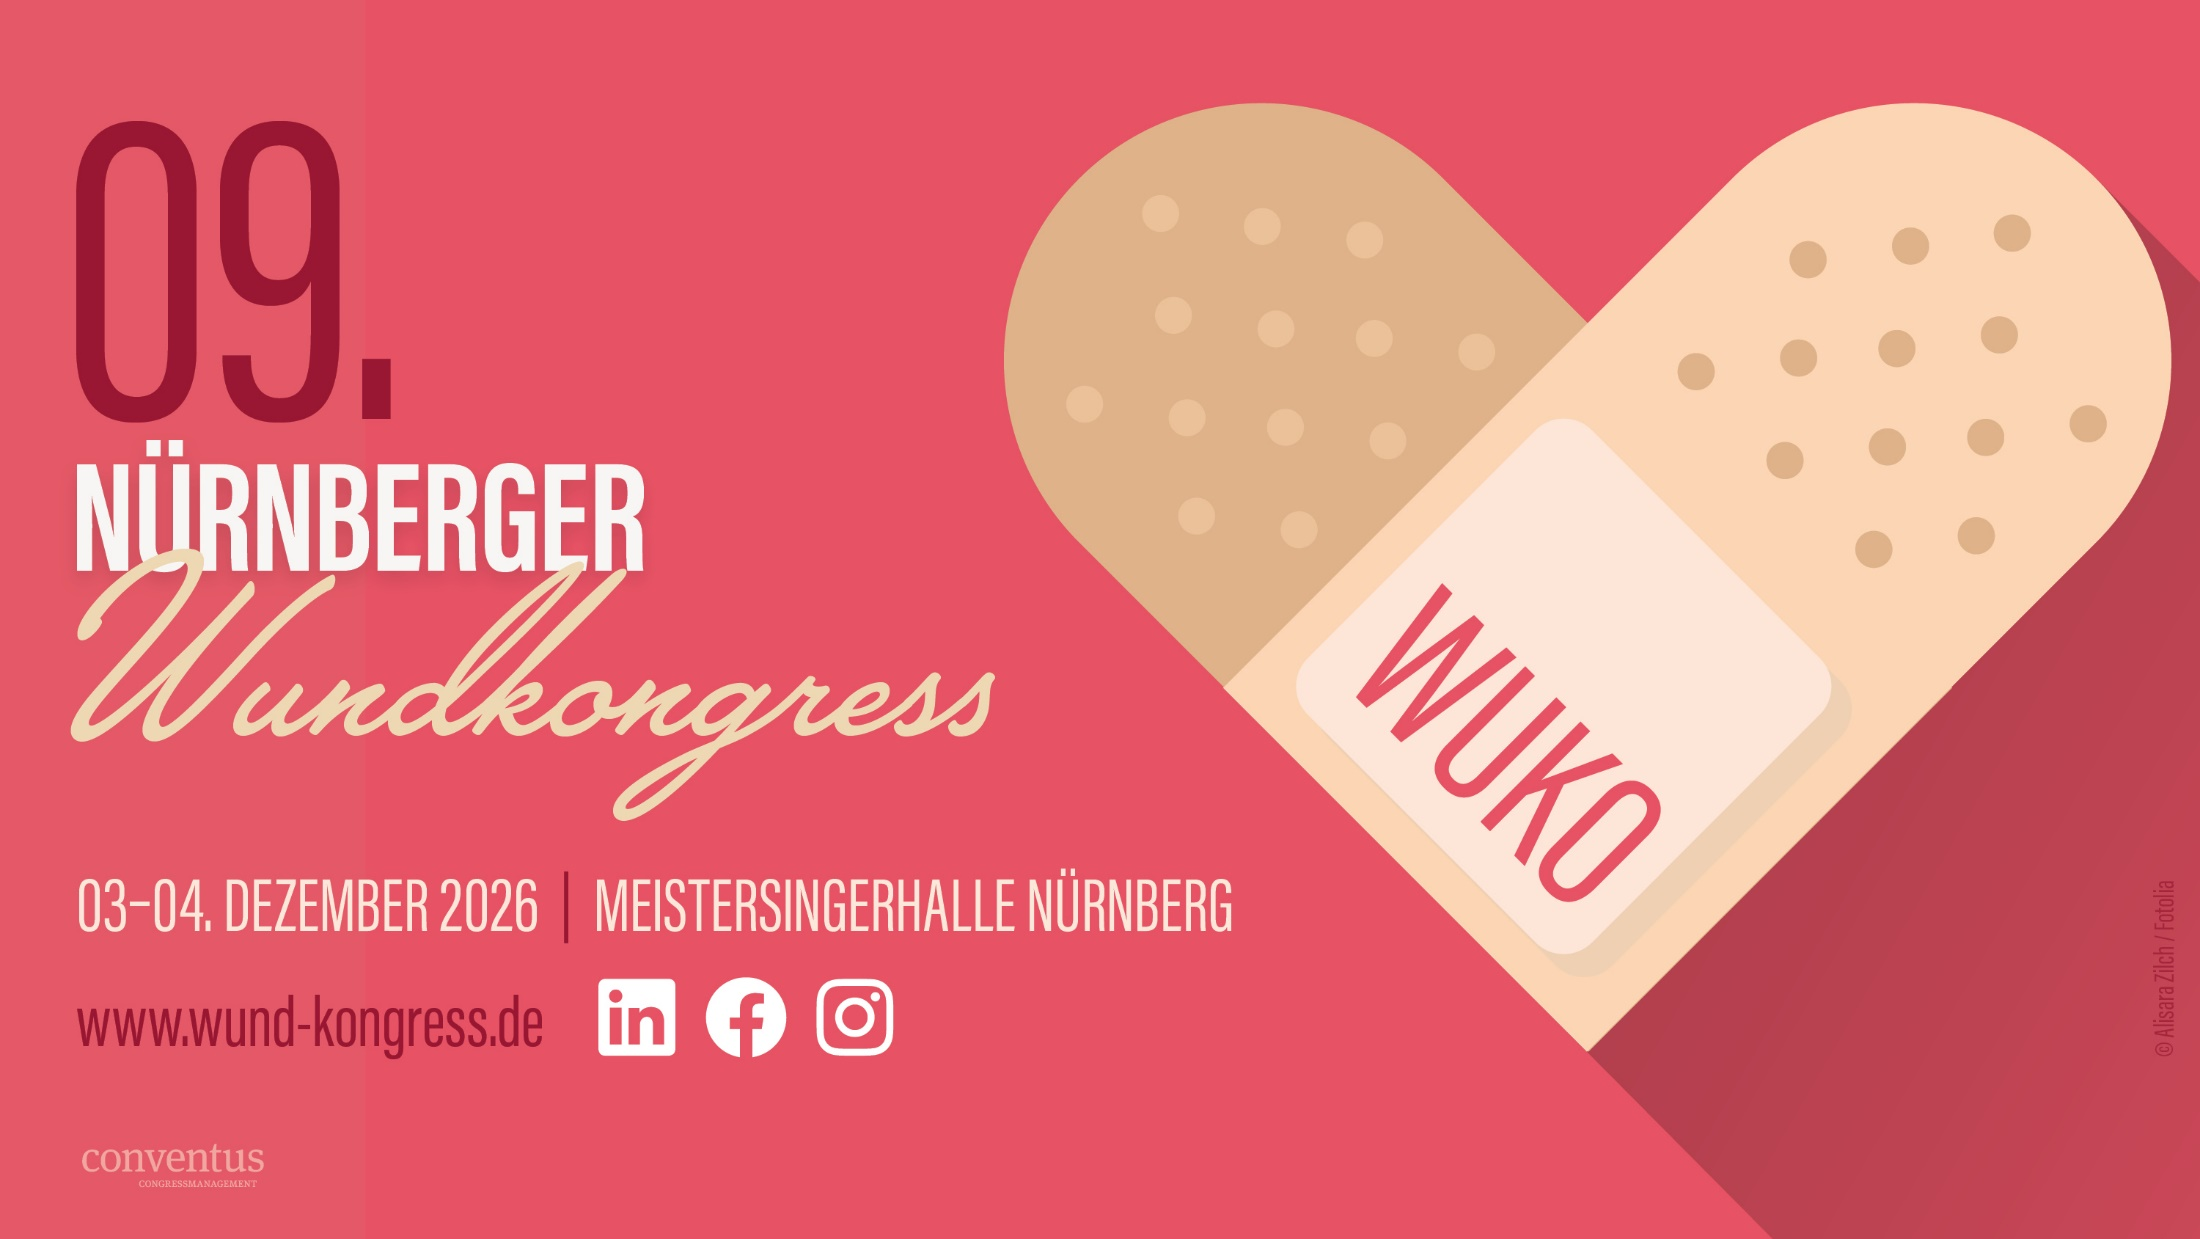 09.
NÜRNBERGER
Wundkongress
03–04. DEZEMBER 2026 | MEISTERSINGERHALLE NÜRNBERG
www.wund-kongress.de
conventus
CONGRESSMANAGEMENT
WUKO
© Alisara Zilch / Fotolia